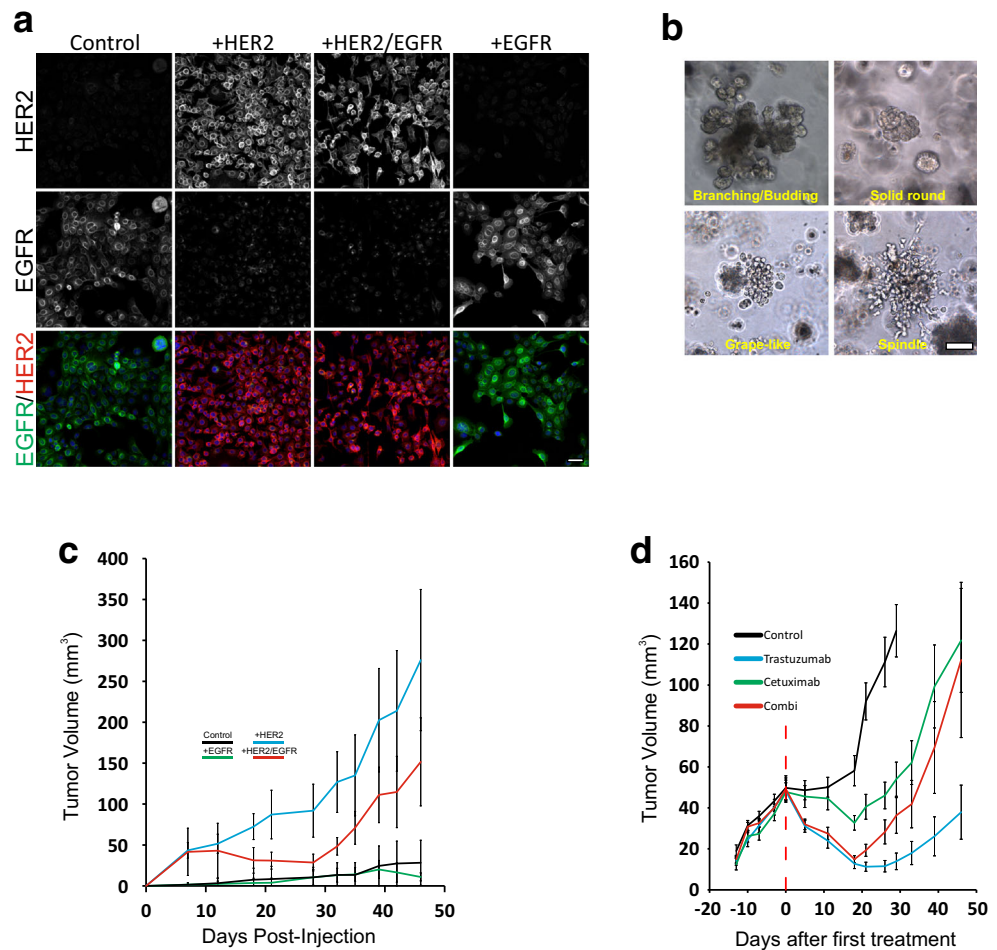 a
Control +HER2 +HER2/EGFR +EGFR
HER2
EGFR
EGFR/HER2
b
Branching/Budding
Solid round
Grape-like
Spindle
c
Tumor Volume (mm³)
400
350
300
250
200
150
100
50
0
Control +HER2
+EGFR +HER2/EGFR
0 10 20 30 40 50
Days Post-Injection
d
Tumor Volume (mm³)
160
140
120
100
80
60
40
20
0
Control
Trastuzumab
Cetuximab
Combi
-20 -10 0 10 20 30 40 50
Days after first treatment